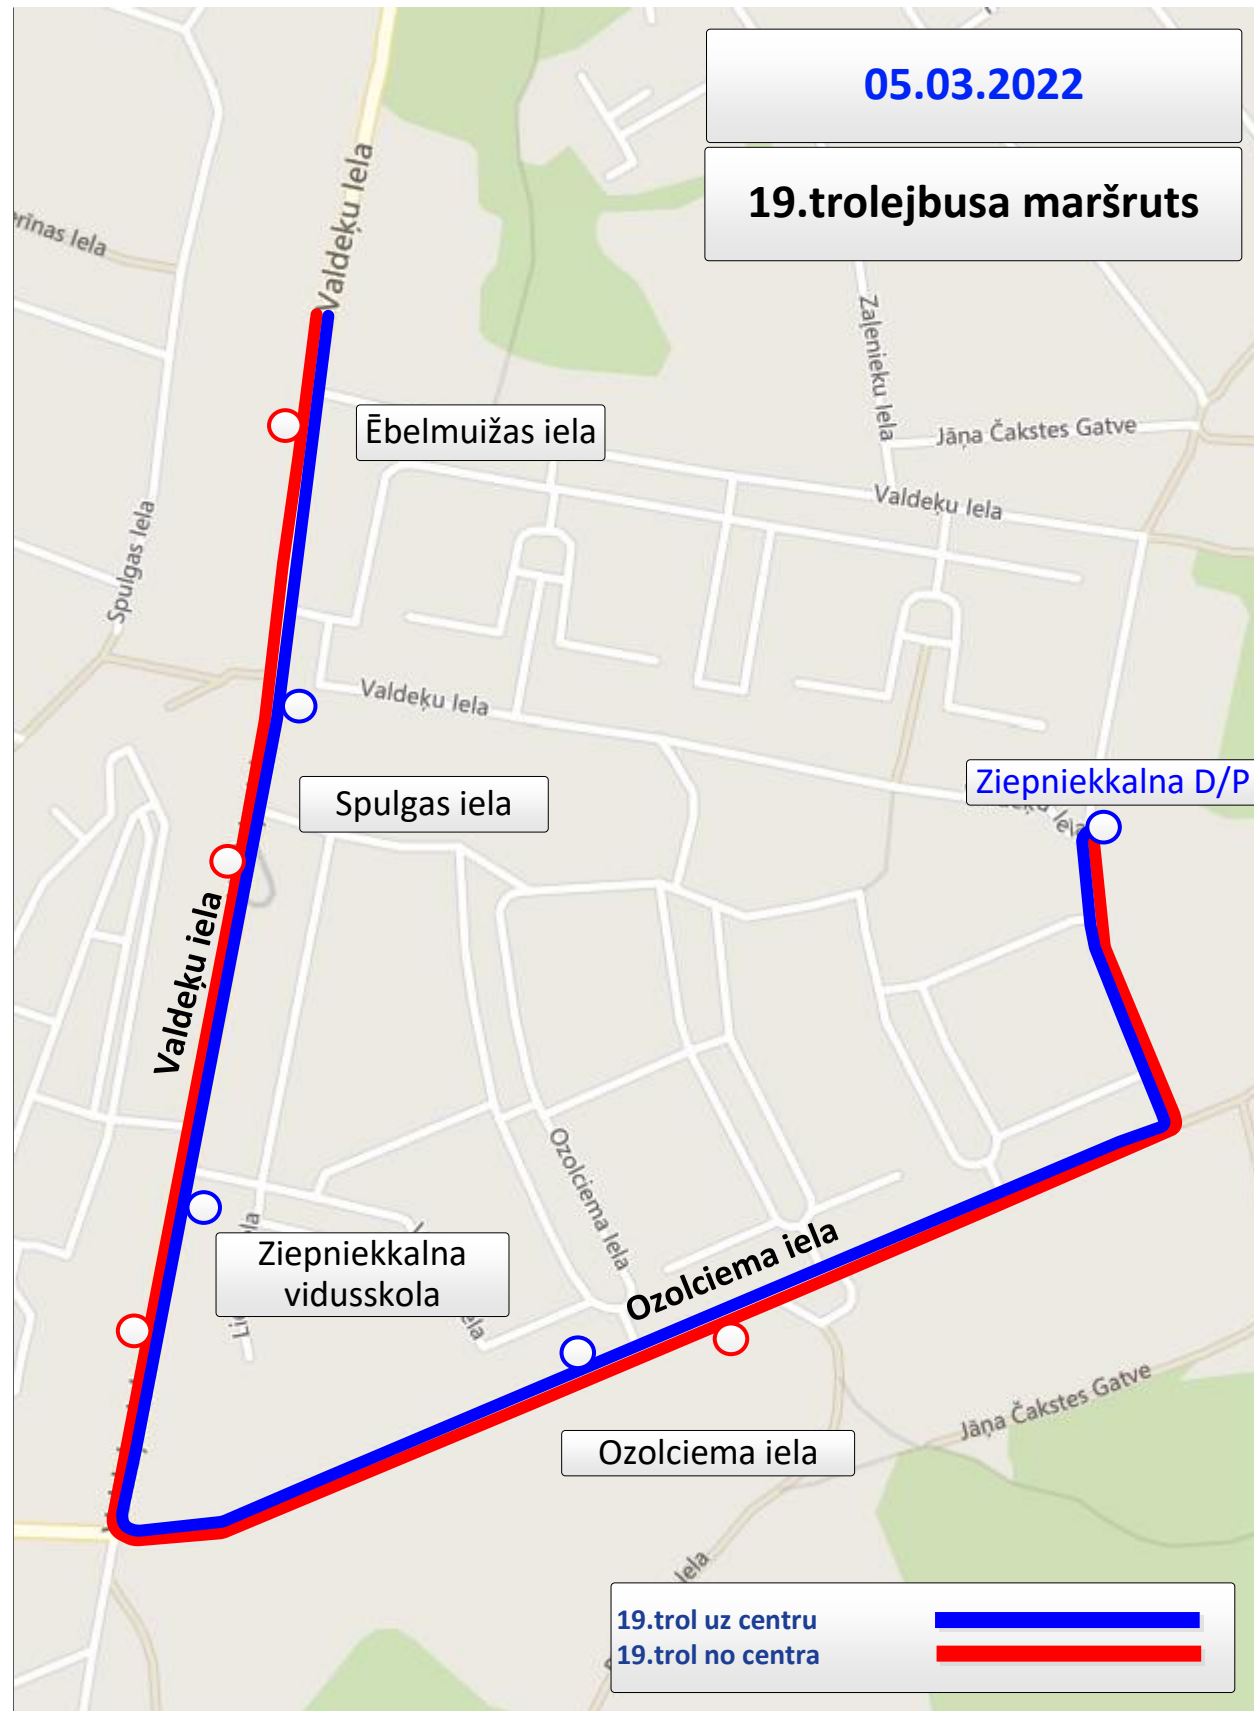 05.03.2022
19.trolejbusa maršruts
Valdeķu Iela
Iela
Zaļenieku Iela
Ēbelmuižas iela
Jāņa Čakstes Gatve
Valdeķu Iela
Spulgas Iela
Valdeķu Iela
Ziepniekkalna D/P
Spulgas iela
Valdeķu iela
Ozolciema Iela
Ziepniekkalna
vidusskola
Ozolciema iela
Jāņa Čakstes Gatve
Ozolciema iela
Iela
19.trol uz centru
19.trol no centra